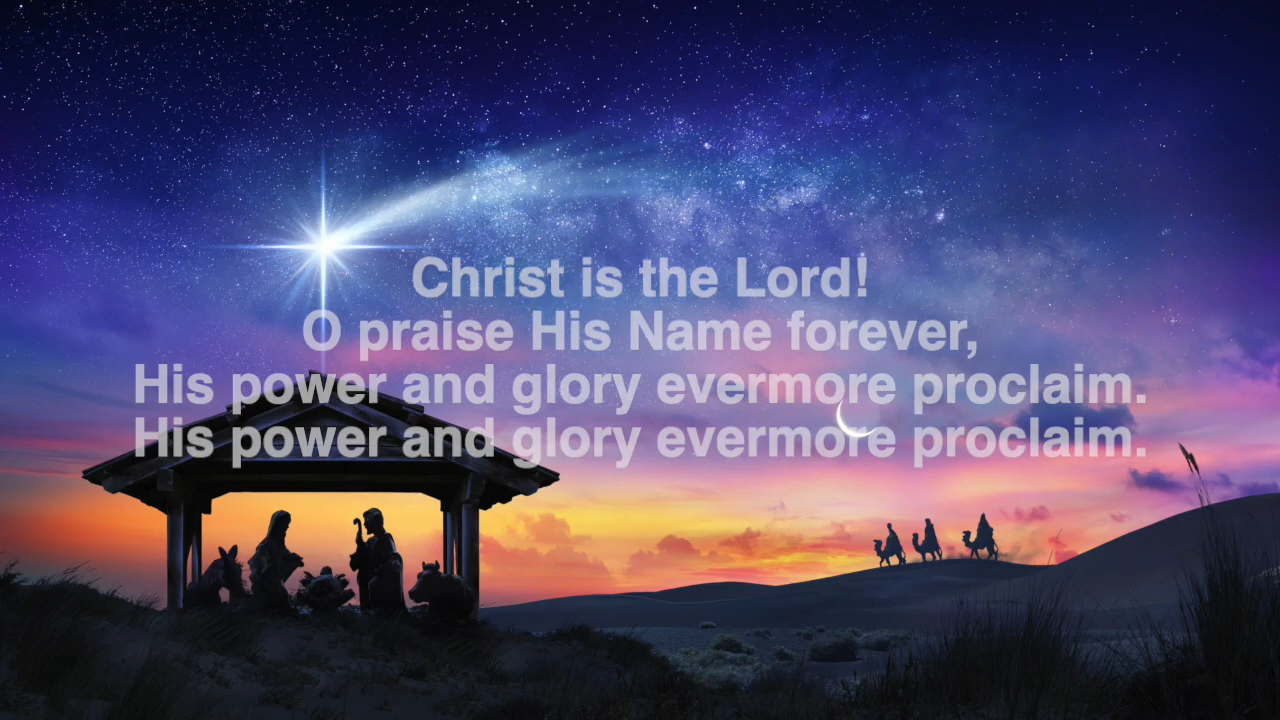 Christ is the Lord!
O praise His Name forever,
His power and glory evermore proclaim.
His power and glory evermore proclaim.